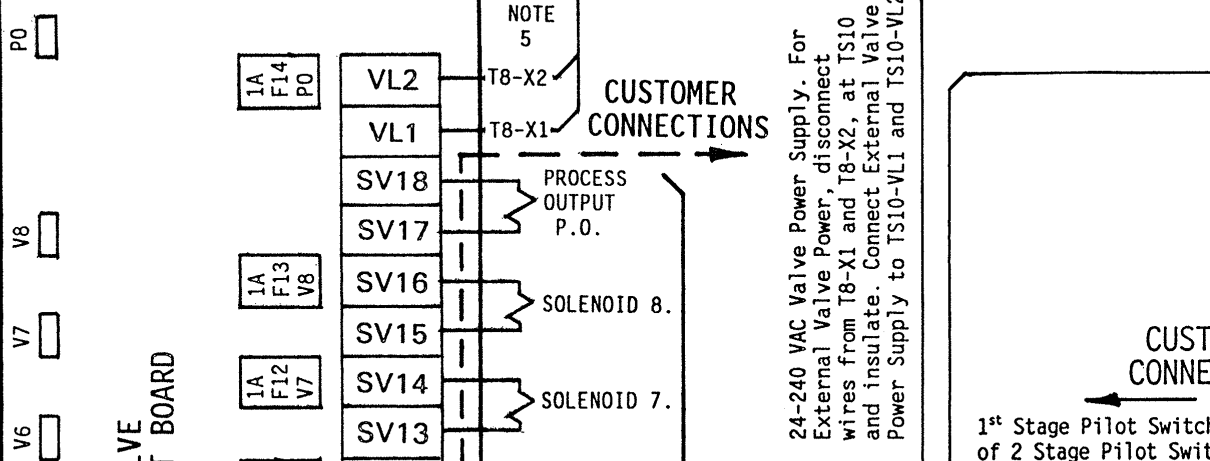 P0
V8
V7
V6
VE
BOARD
1A
F14
P0
1A
F13
V8
1A
F12
V7
VL2
VL1
SV18
SV17
SV16
SV15
SV14
SV13
NOTE
5
T8-X2
T8-X1
CUSTOMER
CONNECTIONS
PROCESS
OUTPUT
P.O.
SOLENOID 8.
SOLENOID 7.
24-240 VAC Valve Power Supply. For
External Valve Power, disconnect
wires from T8-X1 and T8-X2, at TS10
and insulate. Connect External Valve
Power Supply to TS10-VL1 and TS10-VL2
CUST
CONNE
1st Stage Pilot Switch
of 2 Stage Pilot Swit